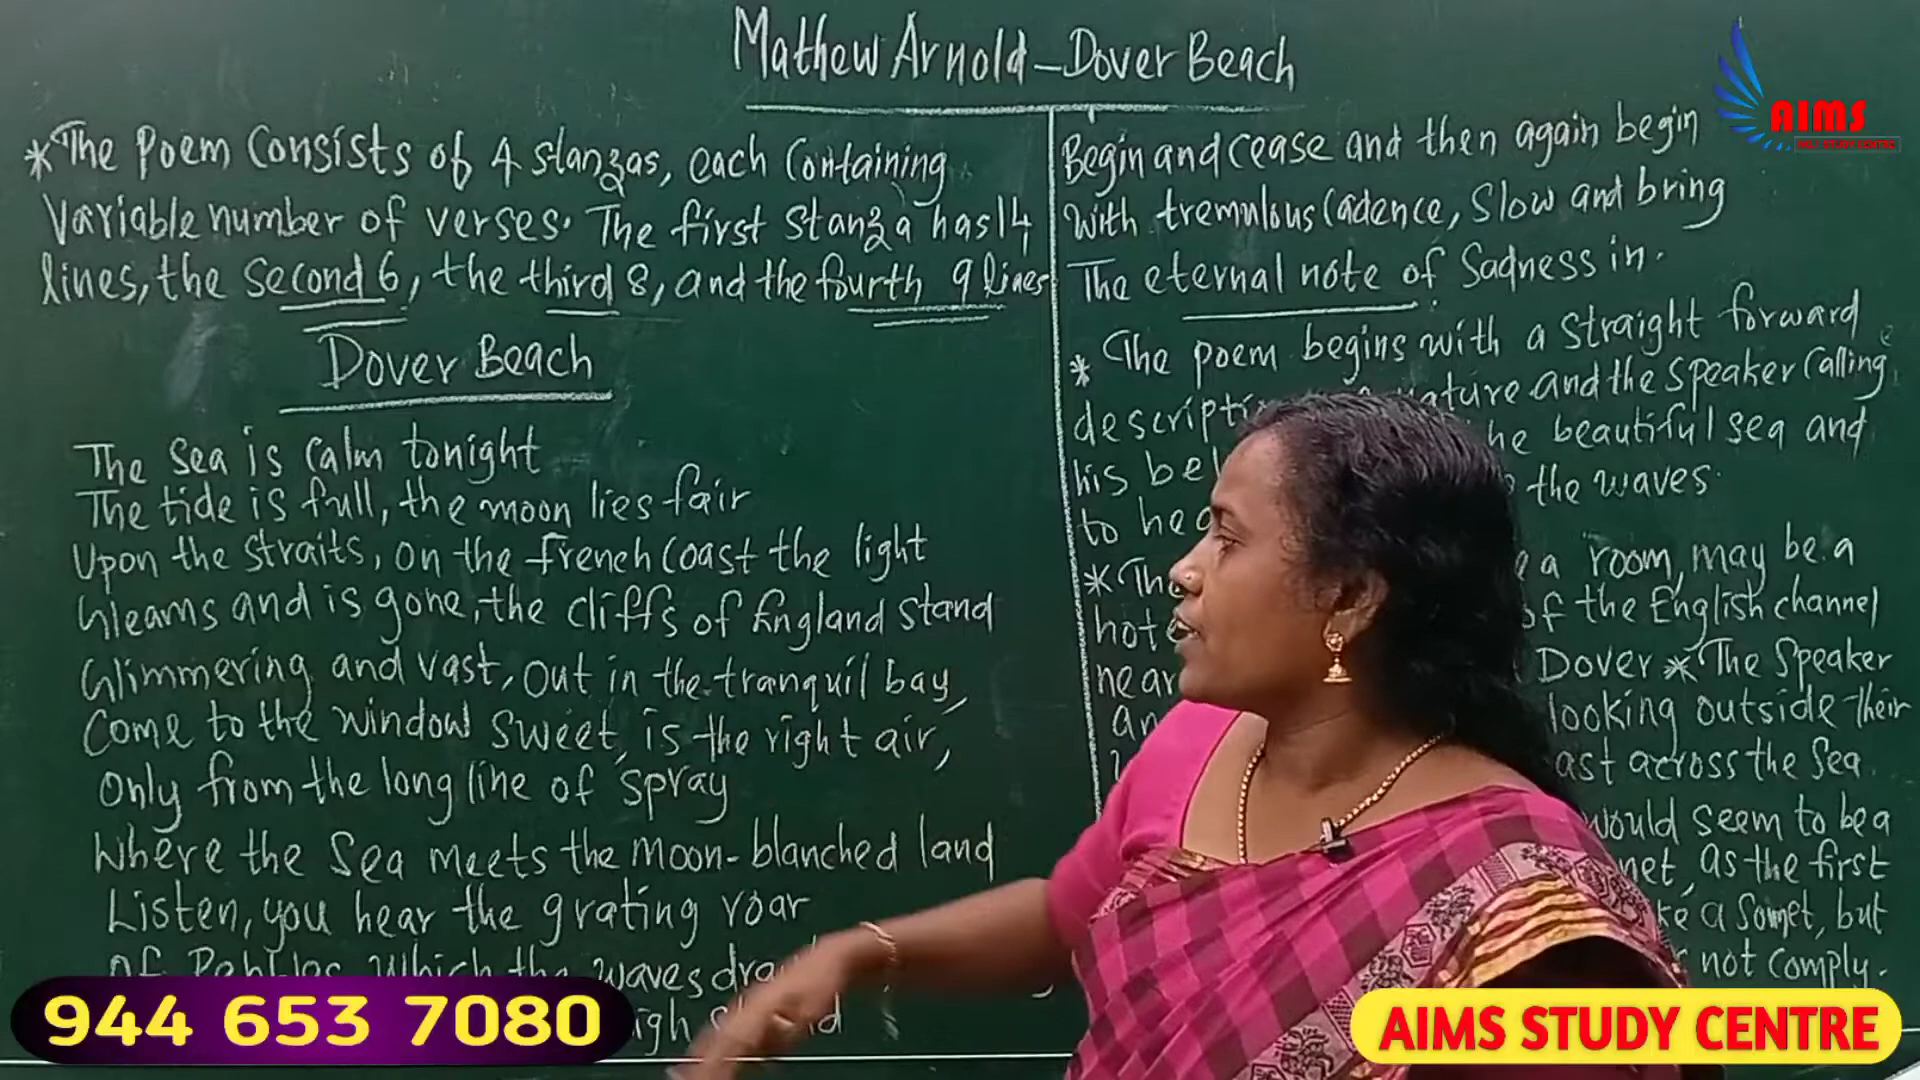 Mathew Arnold - Dover Beach
* The Poem Consists of 4 stanzas, each Containing
Variable number of verses. The first stanza has 14
lines, the second 6, the third 8, and the fourth 9 lines
Dover Beach
The Sea is Calm tonight
The tide is full, the moon lies fair
Upon the straits, on the french Coast the light
Gleams and is gone, the cliffs of England Stand
Glimmering and vast, out in the tranquil bay,
Come to the window sweet, is the right air,
Only from the long line of spray
Where the Sea meets the moon-blanched land
Listen, you hear the grating roar
Of Pebbles which the waves
Begin and cease and then again begin
With tremulous Cadence, Slow and bring
The eternal note of Sadness in.
* The poem begins with a Straight forward
and the Speaker Calling
his beautiful sea and
to the waves.
* a room, may be a
of the English channel
near Dover * The Speaker
looking outside their
across the Sea.
would seem to be a
as the first
a Sonnet, but
not comply.
AIMS
944 653 7080
AIMS STUDY CENTRE